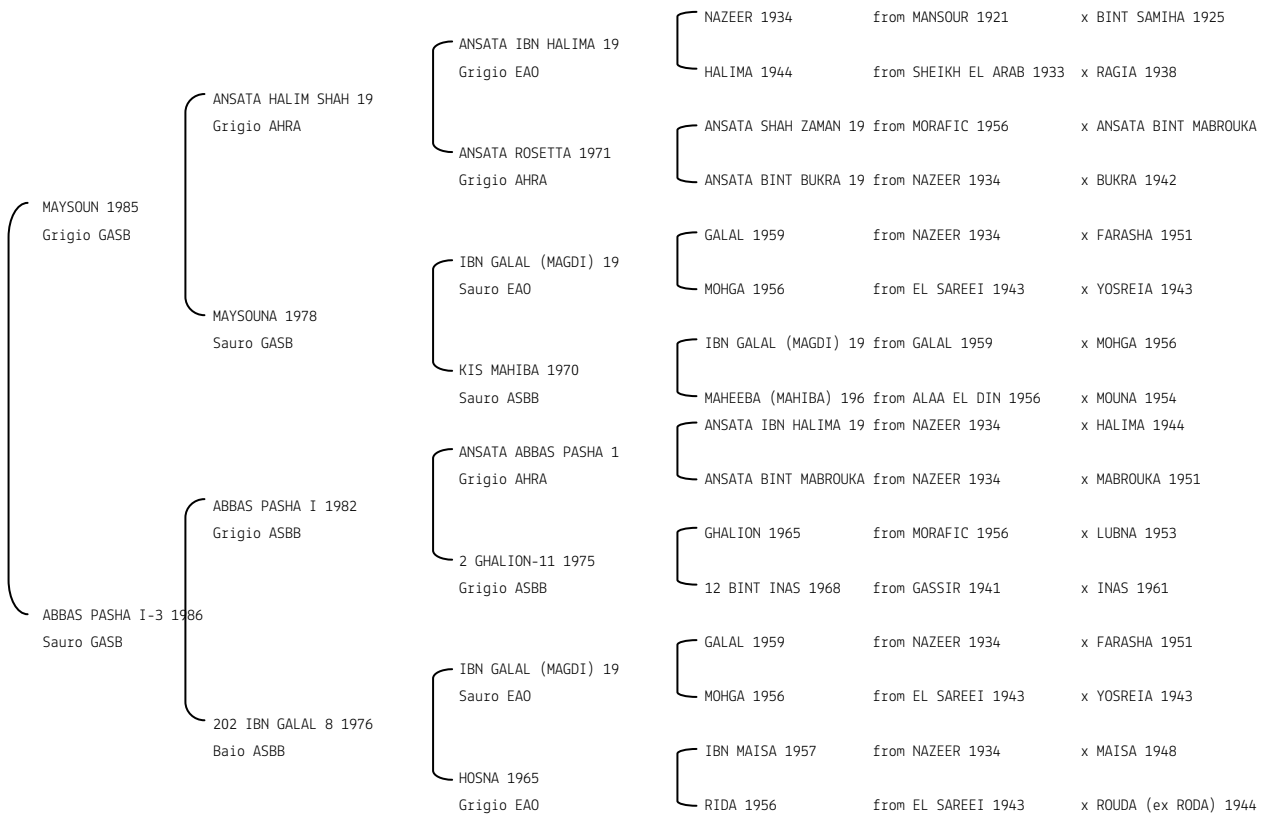 NAZEER 1934 from MANSOUR 1921 x BINT SAMIHA 1925
ANSATA IBN HALIMA 19
Grigio EAO
HALIMA 1944 from SHEIKH EL ARAB 1933 x RAGIA 1938
ANSATA HALIM SHAH 19
Grigio AHRA
ANSATA SHAH ZAMAN 19 from MORAFIC 1956 x ANSATA BINT MABROUKA
ANSATA ROSETTA 1971
Grigio AHRA
ANSATA BINT BUKRA 19 from NAZEER 1934 x BUKRA 1942
MAYSOUN 1985
Grigio GASB
GALAL 1959 from NAZEER 1934 x FARASHA 1951
IBN GALAL (MAGDI) 19
Sauro EAO
MOHGA 1956 from EL SAREEI 1943 x YOSREIA 1943
MAYSOUNA 1978
Sauro GASB
IBN GALAL (MAGDI) 19 from GALAL 1959 x MOHGA 1956
KIS MAHIBA 1970
Sauro ASBB
MAHEEBA (MAHIBA) 196 from ALAA EL DIN 1956 x MOUNA 1954
ANSATA IBN HALIMA 19 from NAZEER 1934 x HALIMA 1944
ANSATA ABBAS PASHA 1
Grigio AHRA
ANSATA BINT MABROUKA from NAZEER 1934 x MABROUKA 1951
ABBAS PASHA I 1982
Grigio ASBB
GHALION 1965 from MORAFIC 1956 x LUBNA 1953
2 GHALION-11 1975
Grigio ASBB
12 BINT INAS 1968 from GASSIR 1941 x INAS 1961
ABBAS PASHA I-3 1986
Sauro GASB
GALAL 1959 from NAZEER 1934 x FARASHA 1951
IBN GALAL (MAGDI) 19
Sauro EAO
MOHGA 1956 from EL SAREEI 1943 x YOSREIA 1943
202 IBN GALAL 8 1976
Baio ASBB
IBN MAISA 1957 from NAZEER 1934 x MAISA 1948
HOSNA 1965
Grigio EAO
RIDA 1956 from EL SAREEI 1943 x ROUDA (ex RODA) 1944